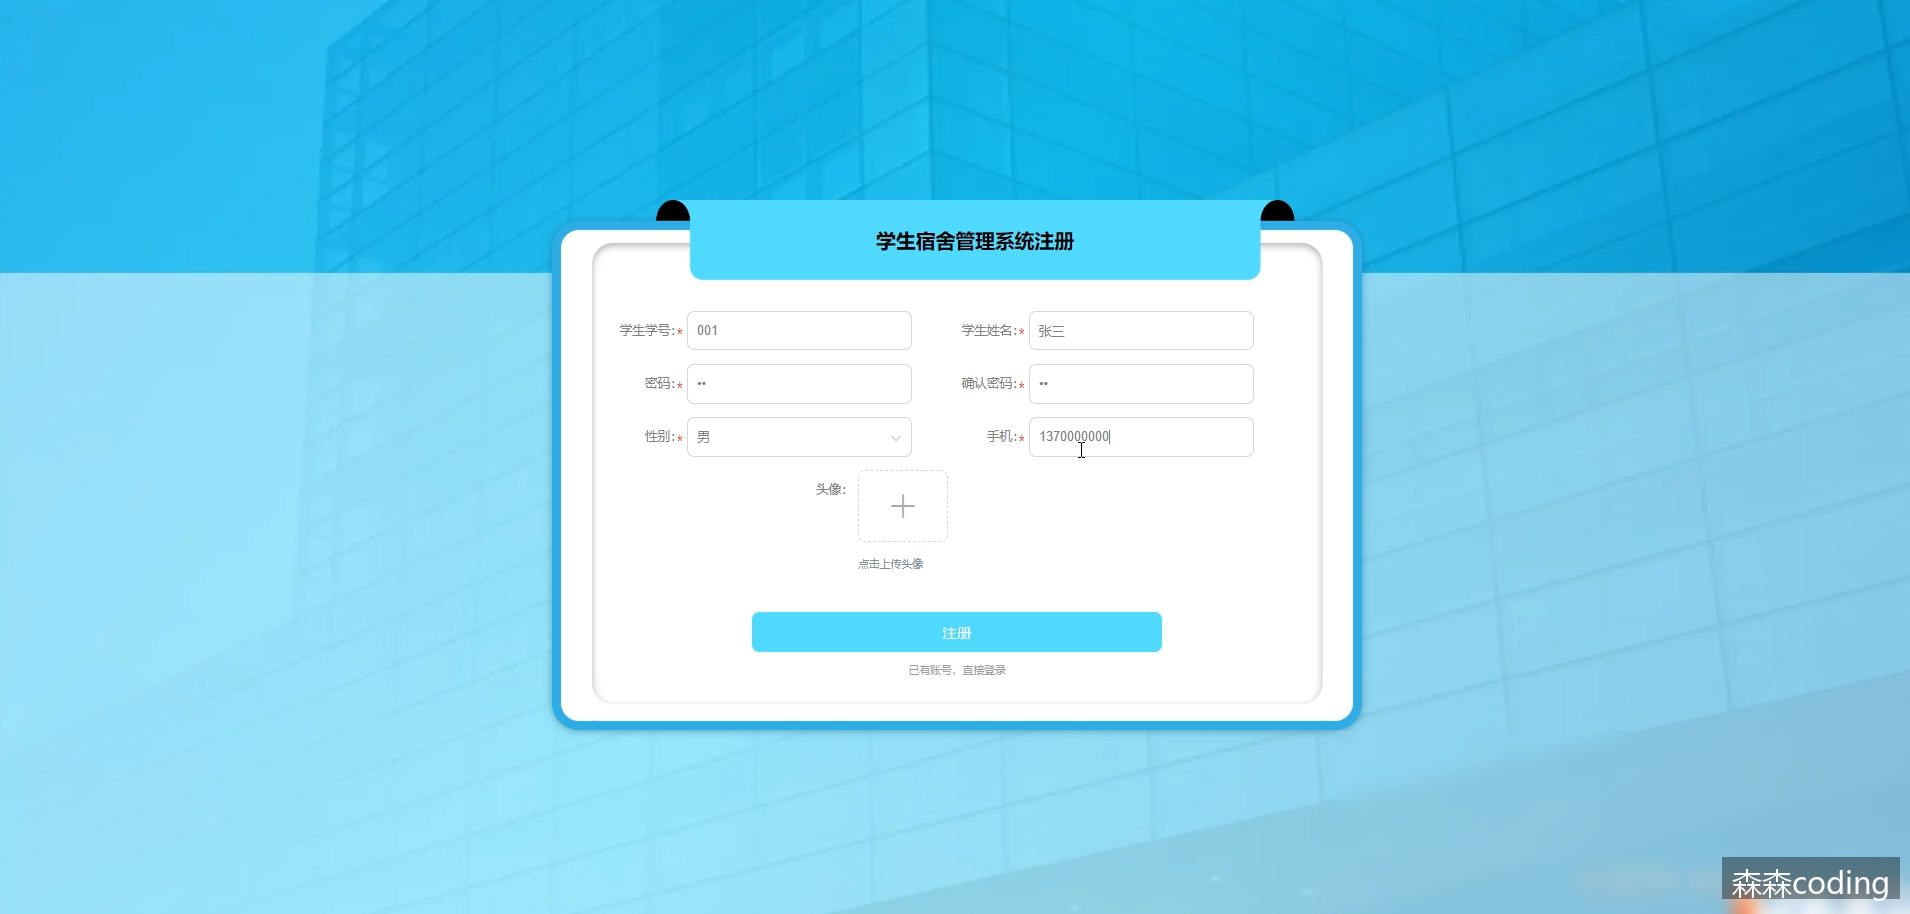 学生宿舍管理系统注册
学生学号:* 001
学生姓名:* 张三
密码:* ••
确认密码:* ••
性别:* 男
手机:* 1370000000
头像:
点击上传头像
注册
已有账号，直接登录
森森coding